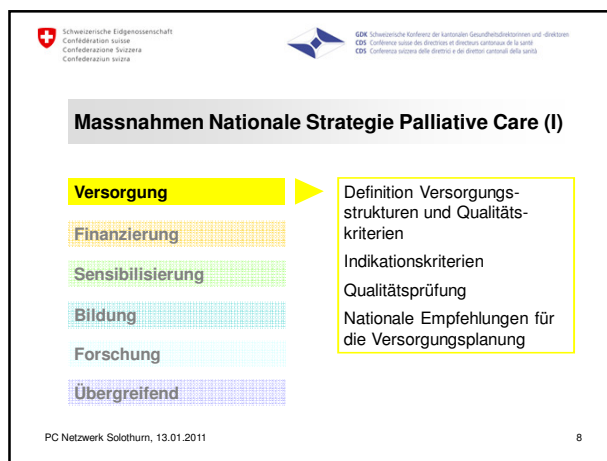 Schweizerische Eidgenossenschaft
Confédération suisse
Confederazione Svizzera
Confederaziun svizra
GDK Schweizerische Konferenz der kantonalen Gesundheitsdirektorinnen und -direktoren
CDS Conférence suisse des directrices et directeurs cantonaux de la santé
CDS Conferenza svizzera delle direttrici e dei direttori cantonali della sanità
Massnahmen Nationale Strategie Palliative Care (I)
Versorgung
Finanzierung
Sensibilisierung
Bildung
Forschung
Übergreifend
Definition Versorgungs-
strukturen und Qualitäts-
kriterien
Indikationskriterien
Qualitätsprüfung
Nationale Empfehlungen für
die Versorgungsplanung
PC Netzwerk Solothurn, 13.01.2011
8